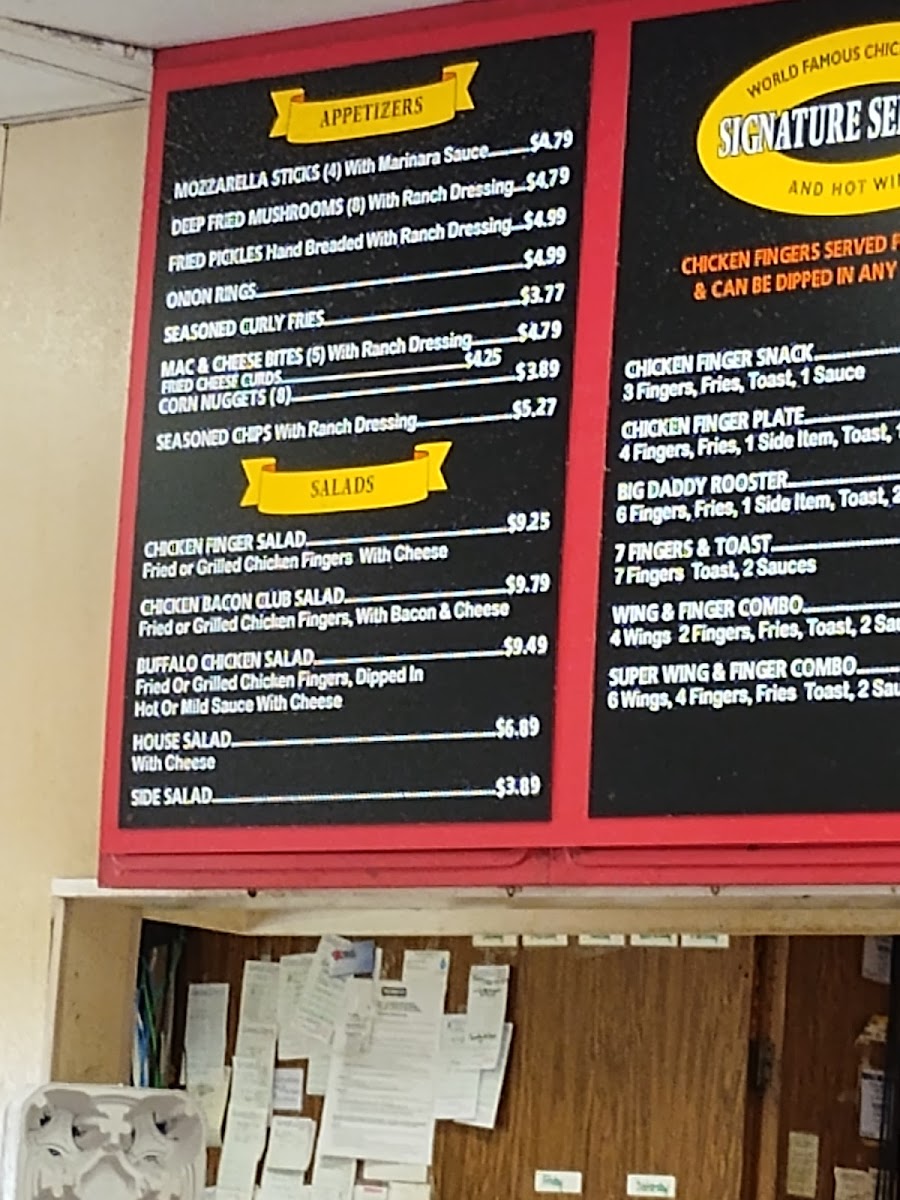 APPETIZERS
MOZZARELLA STICKS (4) With Marinara Sauce.......$4.79
DEEP FRIED MUSHROOMS (8) With Ranch Dressing...$4.79
FRIED PICKLES Hand Breaded With Ranch Dressing...$4.99
ONION RINGS.......$4.99
SEASONED CURLY FRIES.......$3.77
MAC & CHEESE BITES (5) With Ranch Dressing.......$4.79
FRIED CHEESE CURDS.......$4.25
CORN NUGGETS (8).......$3.89
SEASONED CHIPS With Ranch Dressing.......$5.27
SALADS
CHICKEN FINGER SALAD.......$9.25
Fried or Grilled Chicken Fingers With Cheese
CHICKEN BACON CLUB SALAD.......$9.79
Fried or Grilled Chicken Fingers, With Bacon & Cheese
BUFFALO CHICKEN SALAD.......$9.49
Fried Or Grilled Chicken Fingers, Dipped In
Hot Or Mild Sauce With Cheese
HOUSE SALAD.......$6.89
With Cheese
SIDE SALAD.......$3.89
WORLD FAMOUS CHIC
SIGNATURE SE
AND HOT WI
CHICKEN FINGERS SERVED F
& CAN BE DIPPED IN ANY
CHICKEN FINGER SNACK.......
3 Fingers, Fries, Toast, 1 Sauce
CHICKEN FINGER PLATE.......
4 Fingers, Fries, 1 Side Item, Toast, 1
BIG DADDY ROOSTER.......
6 Fingers, Fries, 1 Side Item, Toast, 2
7 FINGERS & TOAST.......
7 Fingers Toast, 2 Sauces
WING & FINGER COMBO.......
4 Wings 2 Fingers, Fries, Toast, 2 Sau
SUPER WING & FINGER COMBO.......
6 Wings, 4 Fingers, Fries Toast, 2 Sau
Friday
Saturday